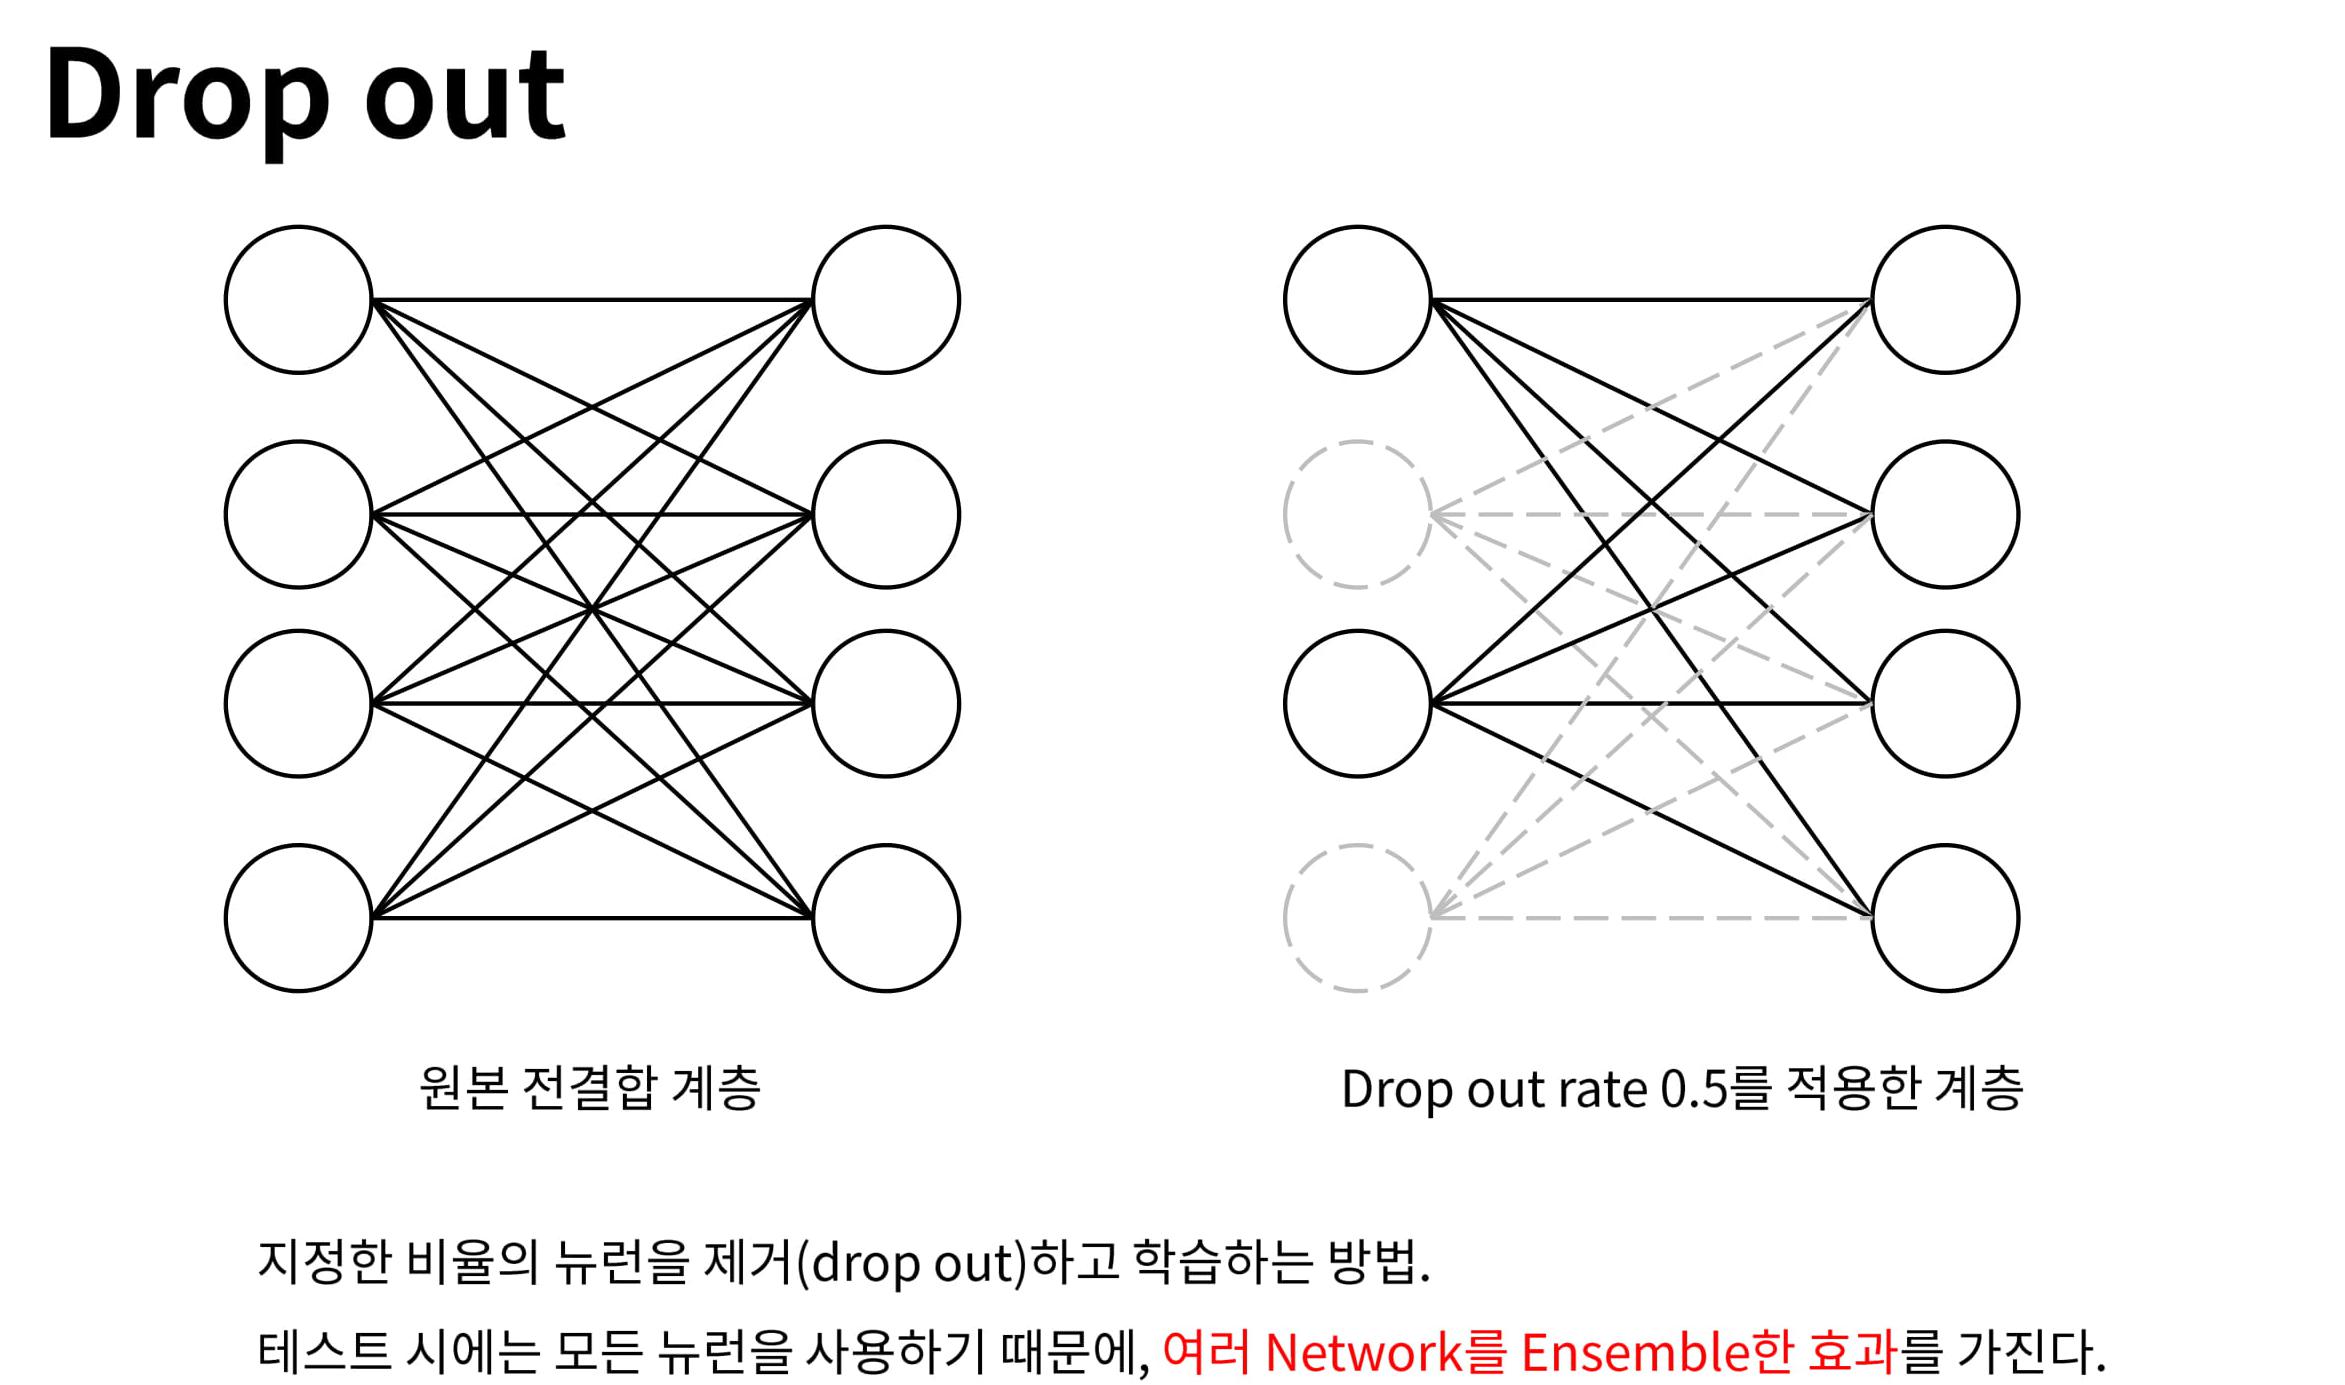 Drop out
원본 전결합 계층
Drop out rate 0.5를 적용한 계층
지정한 비율의 뉴런을 제거(drop out)하고 학습하는 방법.
테스트 시에는 모든 뉴런을 사용하기 때문에, 여러 Network를 Ensemble한 효과를 가진다.